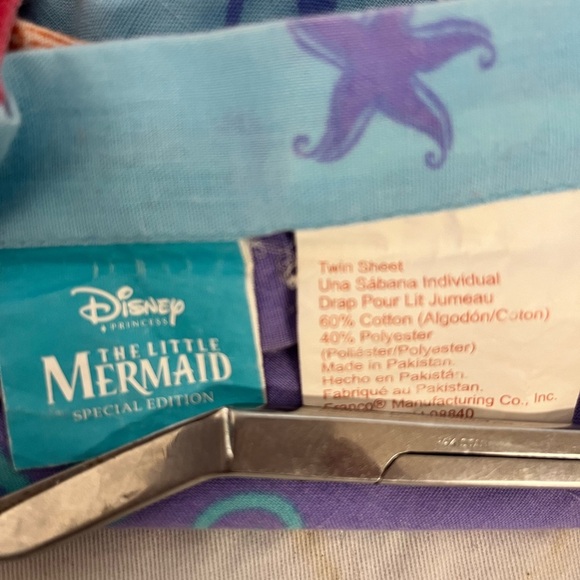 Disney
PRINCESS
THE LITTLE
MERMAID
SPECIAL EDITION
Twin Sheet
Una Sábana Individual
Drap Pour Lit Jumeau
60% Cotton (Algodón/Coton)
40% Polyester
(Poliéster/Polyester)
Made in Pakistan.
Hecho en Pakistán.
Fabriqué au Pakistan.
Franco® Manufacturing Co., Inc.
08840